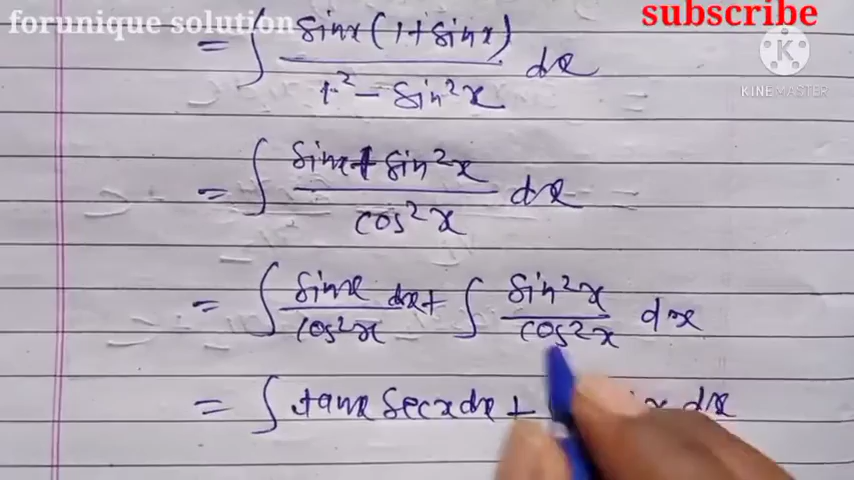 forunique solution
subscribe
= ∫ sinx(1+sinx) / 1² - sin²x dx
KINEMASTER
= ∫ sinx + sin²x / cos²x dx
= ∫ sinx / cos²x dx + ∫ sin²x / cos²x dx
= ∫ tanx secx dx + dx